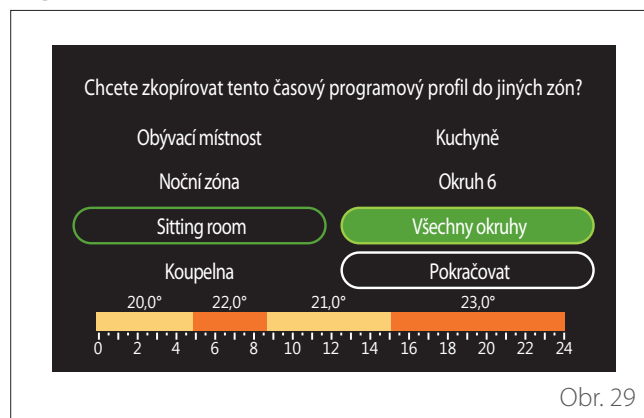 Chcete zkopírovat tento časový programový profil do jiných zón?
Obývací místnost Kuchyně
Noční zóna Okruh 6
Sitting room Všechny okruhy
Koupelna Pokračovat
20,0° 22,0° 21,0° 23,0°
0 2 4 6 8 10 12 14 16 18 20 22 24
Obr. 29